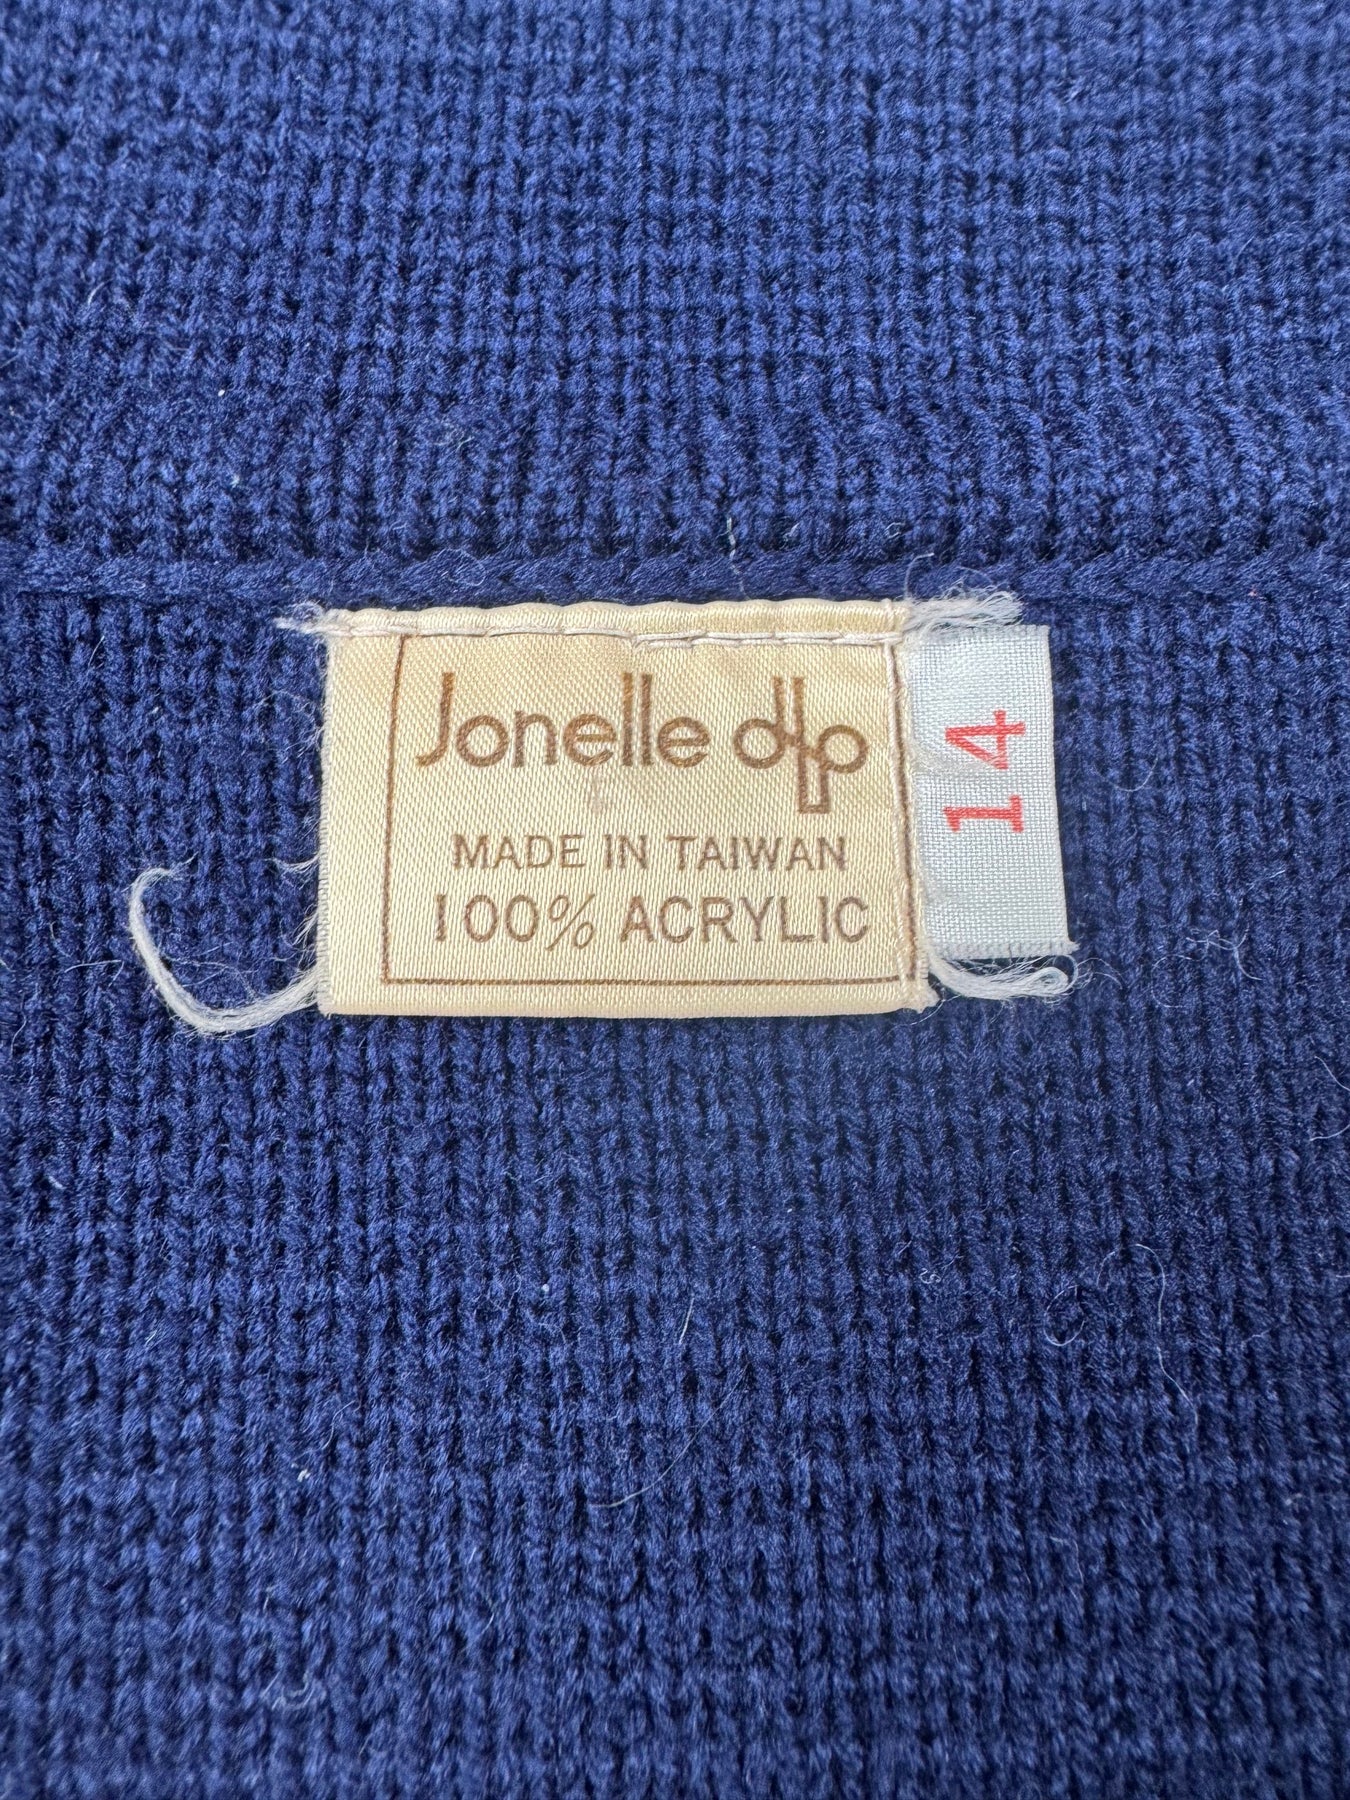 Jonelle dlp
MADE IN TAIWAN
100% ACRYLIC
14